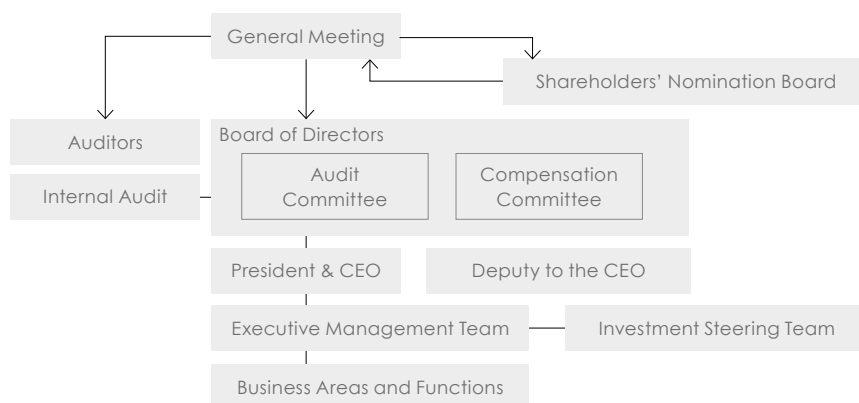 General Meeting
Shareholders’ Nomination Board
Auditors
Board of Directors
Internal Audit
Audit
Committee
Compensation
Committee
President & CEO
Deputy to the CEO
Executive Management Team
Investment Steering Team
Business Areas and Functions